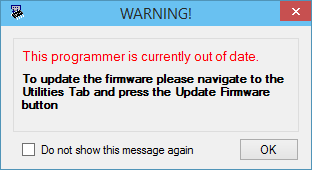 WARNING!
This programmer is currently out of date.
To update the firmware please navigate to the
Utilities Tab and press the Update Firmware
button
Do not show this message again
OK